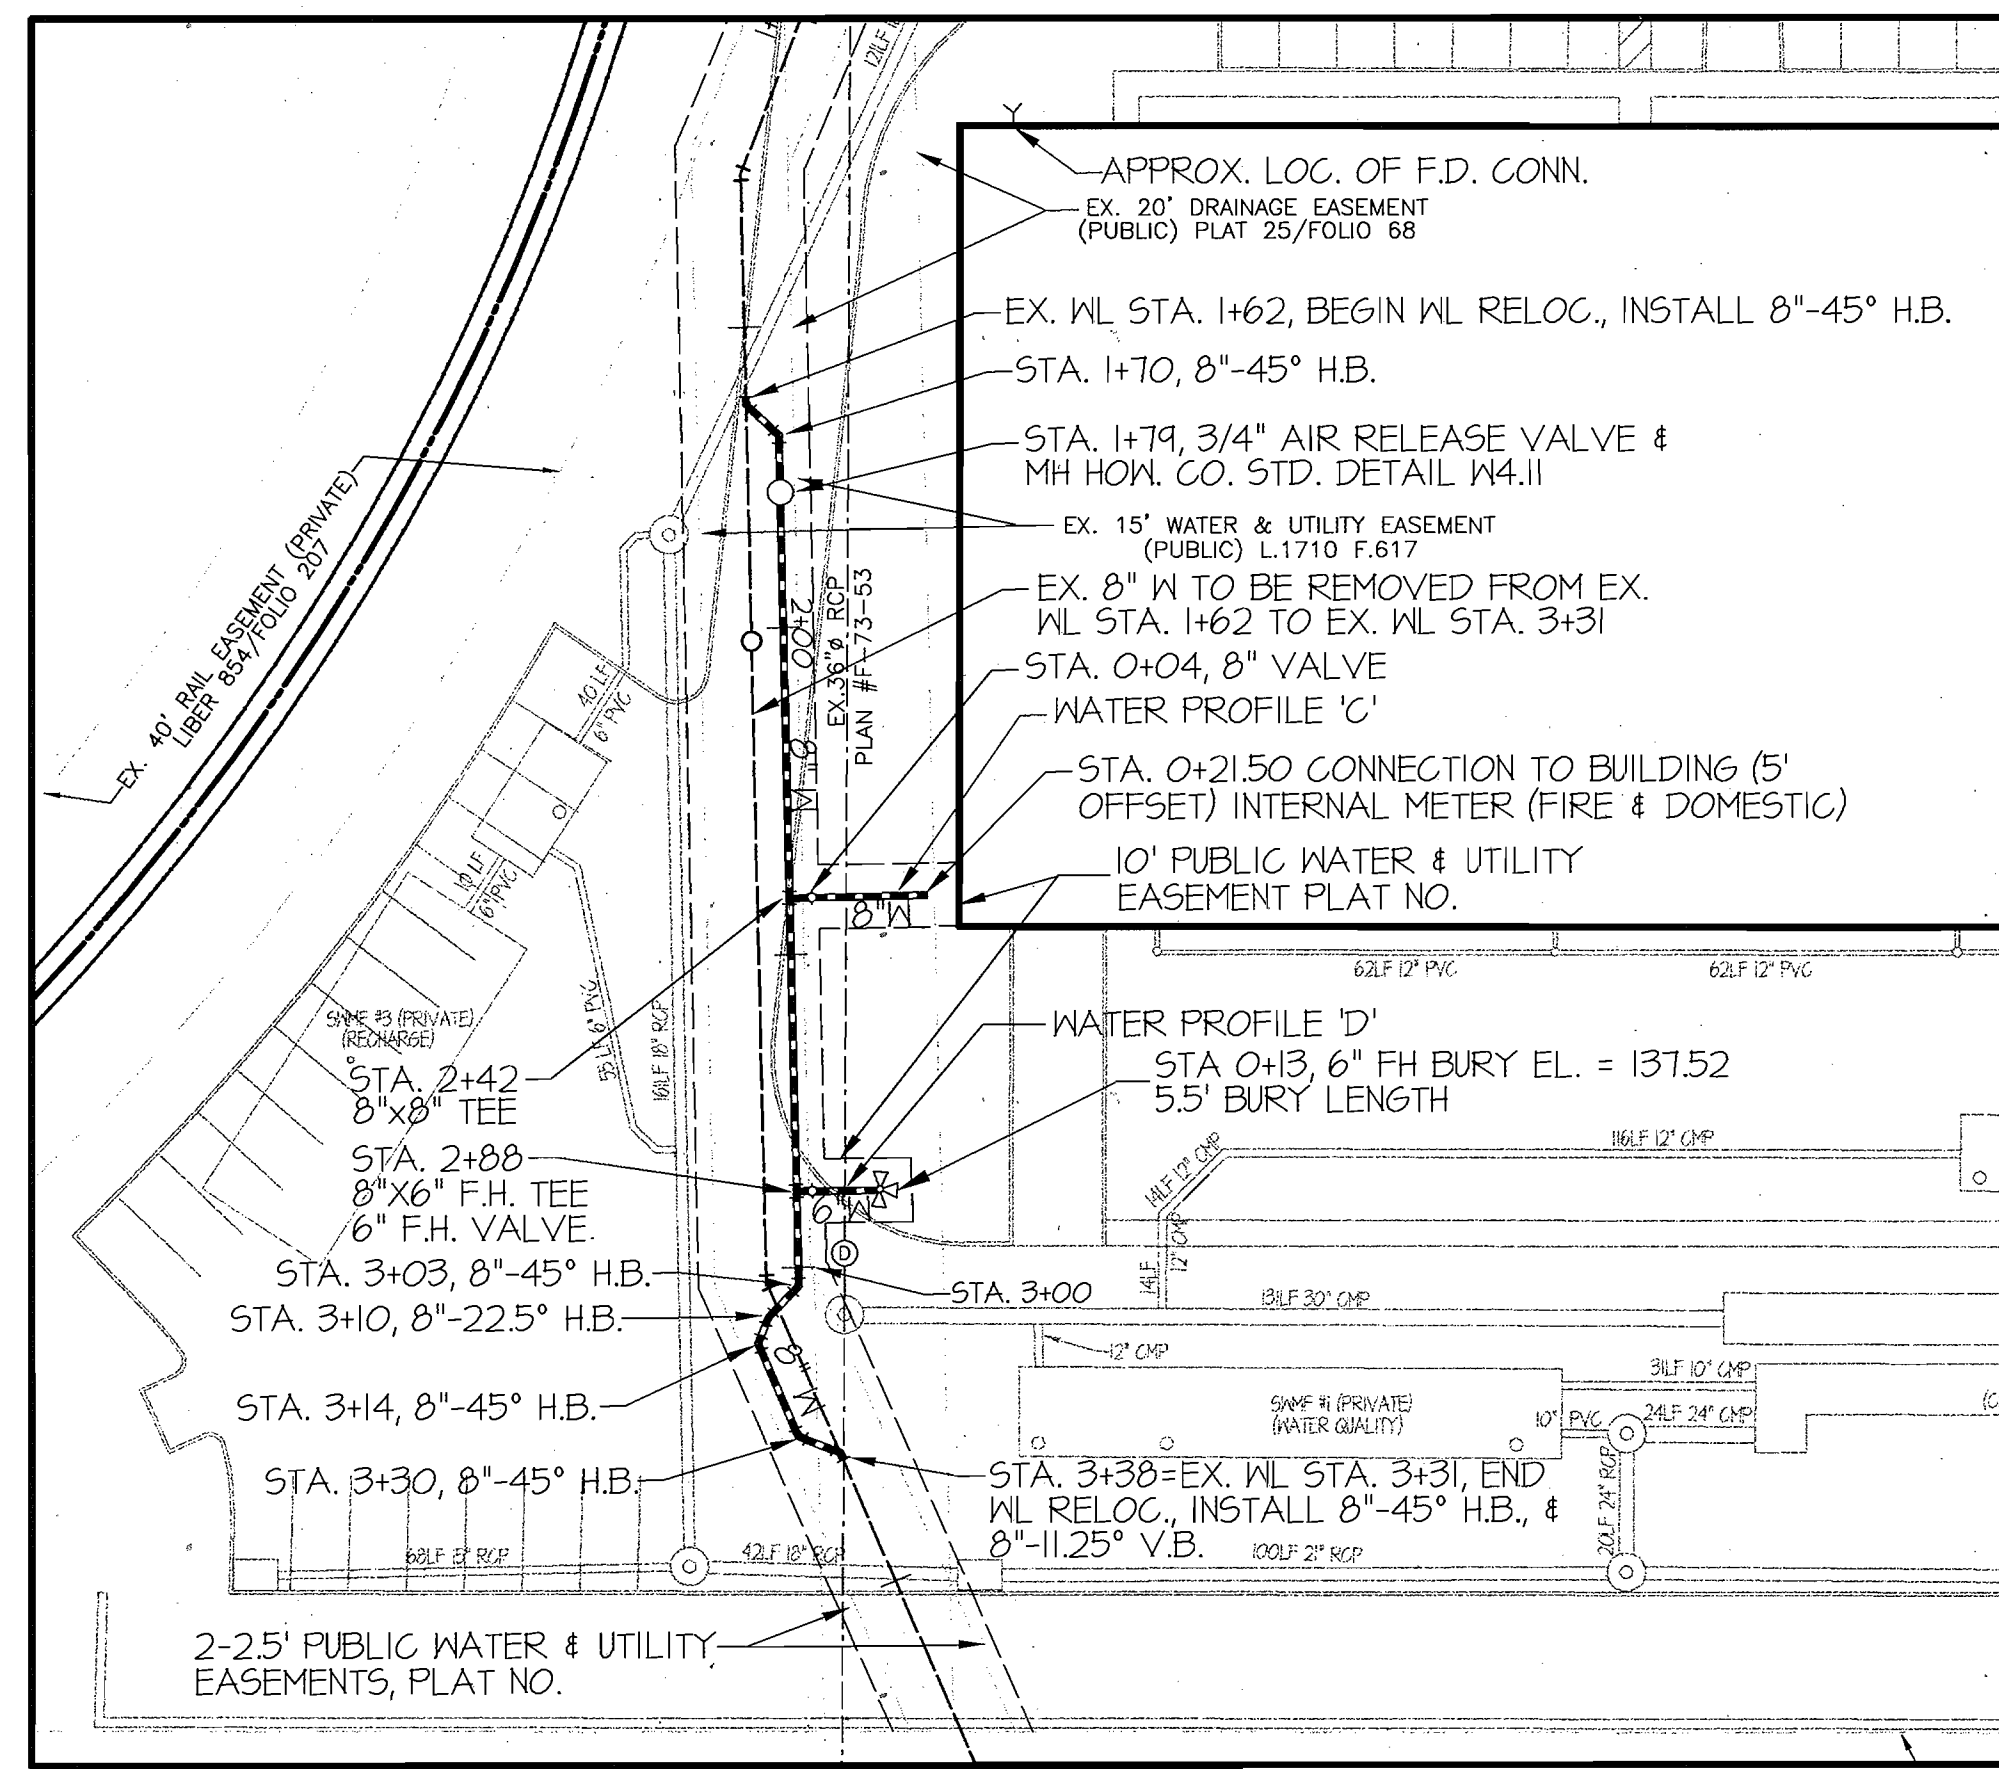 121LF
APPROX. LOC. OF F.D. CONN.
EX. 20' DRAINAGE EASEMENT
(PUBLIC) PLAT 25/FOLIO 68
EX. WL STA. 1+62, BEGIN WL RELOC., INSTALL 8"-45° H.B.
STA. 1+70, 8"-45° H.B.
STA. 1+79, 3/4" AIR RELEASE VALVE &
MH HOW. CO. STD. DETAIL W4.11
EX. 15' WATER & UTILITY EASEMENT
(PUBLIC) L.1710 F.617
EX. 8" W TO BE REMOVED FROM EX.
WL STA. 1+62 TO EX. WL STA. 3+31
STA. 0+04, 8" VALVE
WATER PROFILE 'C'
STA. 0+21.50 CONNECTION TO BUILDING (5'
OFFSET) INTERNAL METER (FIRE & DOMESTIC)
10' PUBLIC WATER & UTILITY
EASEMENT PLAT NO.
EX. 40' RAIL EASEMENT (PRIVATE)
LIBER 854/FOLIO 207
2+00
EX.36"ø RCP
PLAN #F-73-53
8" W
8"W
40 LF
6" PVC
10 LF
6" PVC
55 LF 6" PVC
161LF 18" RCP
62LF 12" PVC
62LF 12" PVC
SWMF #3 (PRIVATE)
(RECHARGE)
STA. 2+42
8"x8" TEE
STA. 2+88
8"X6" F.H. TEE
6" F.H. VALVE.
STA. 3+03, 8"-45° H.B.
STA. 3+10, 8"-22.5° H.B.
STA. 3+14, 8"-45° H.B.
STA. 3+30, 8"-45° H.B.
WATER PROFILE 'D'
STA 0+13, 6" FH BURY EL. = 137.52
5.5' BURY LENGTH
6" W
D
STA. 3+00
8" W
116LF 12" CMP
14LF 12" CMP
14LF
12" CMP
131LF 30" CMP
12" CMP
31LF 10" CMP
SWMF #1 (PRIVATE)
(WATER QUALITY)
10" PVC
24LF 24" CMP
(C
20LF 24" RCP
STA. 3+38=EX. WL STA. 3+31, END
WL RELOC., INSTALL 8"-45° H.B., &
8"-11.25° V.B.
68LF 15" RCP
42LF 18" RCP
100LF 21" RCP
2-2.5' PUBLIC WATER & UTILITY
EASEMENTS, PLAT NO.